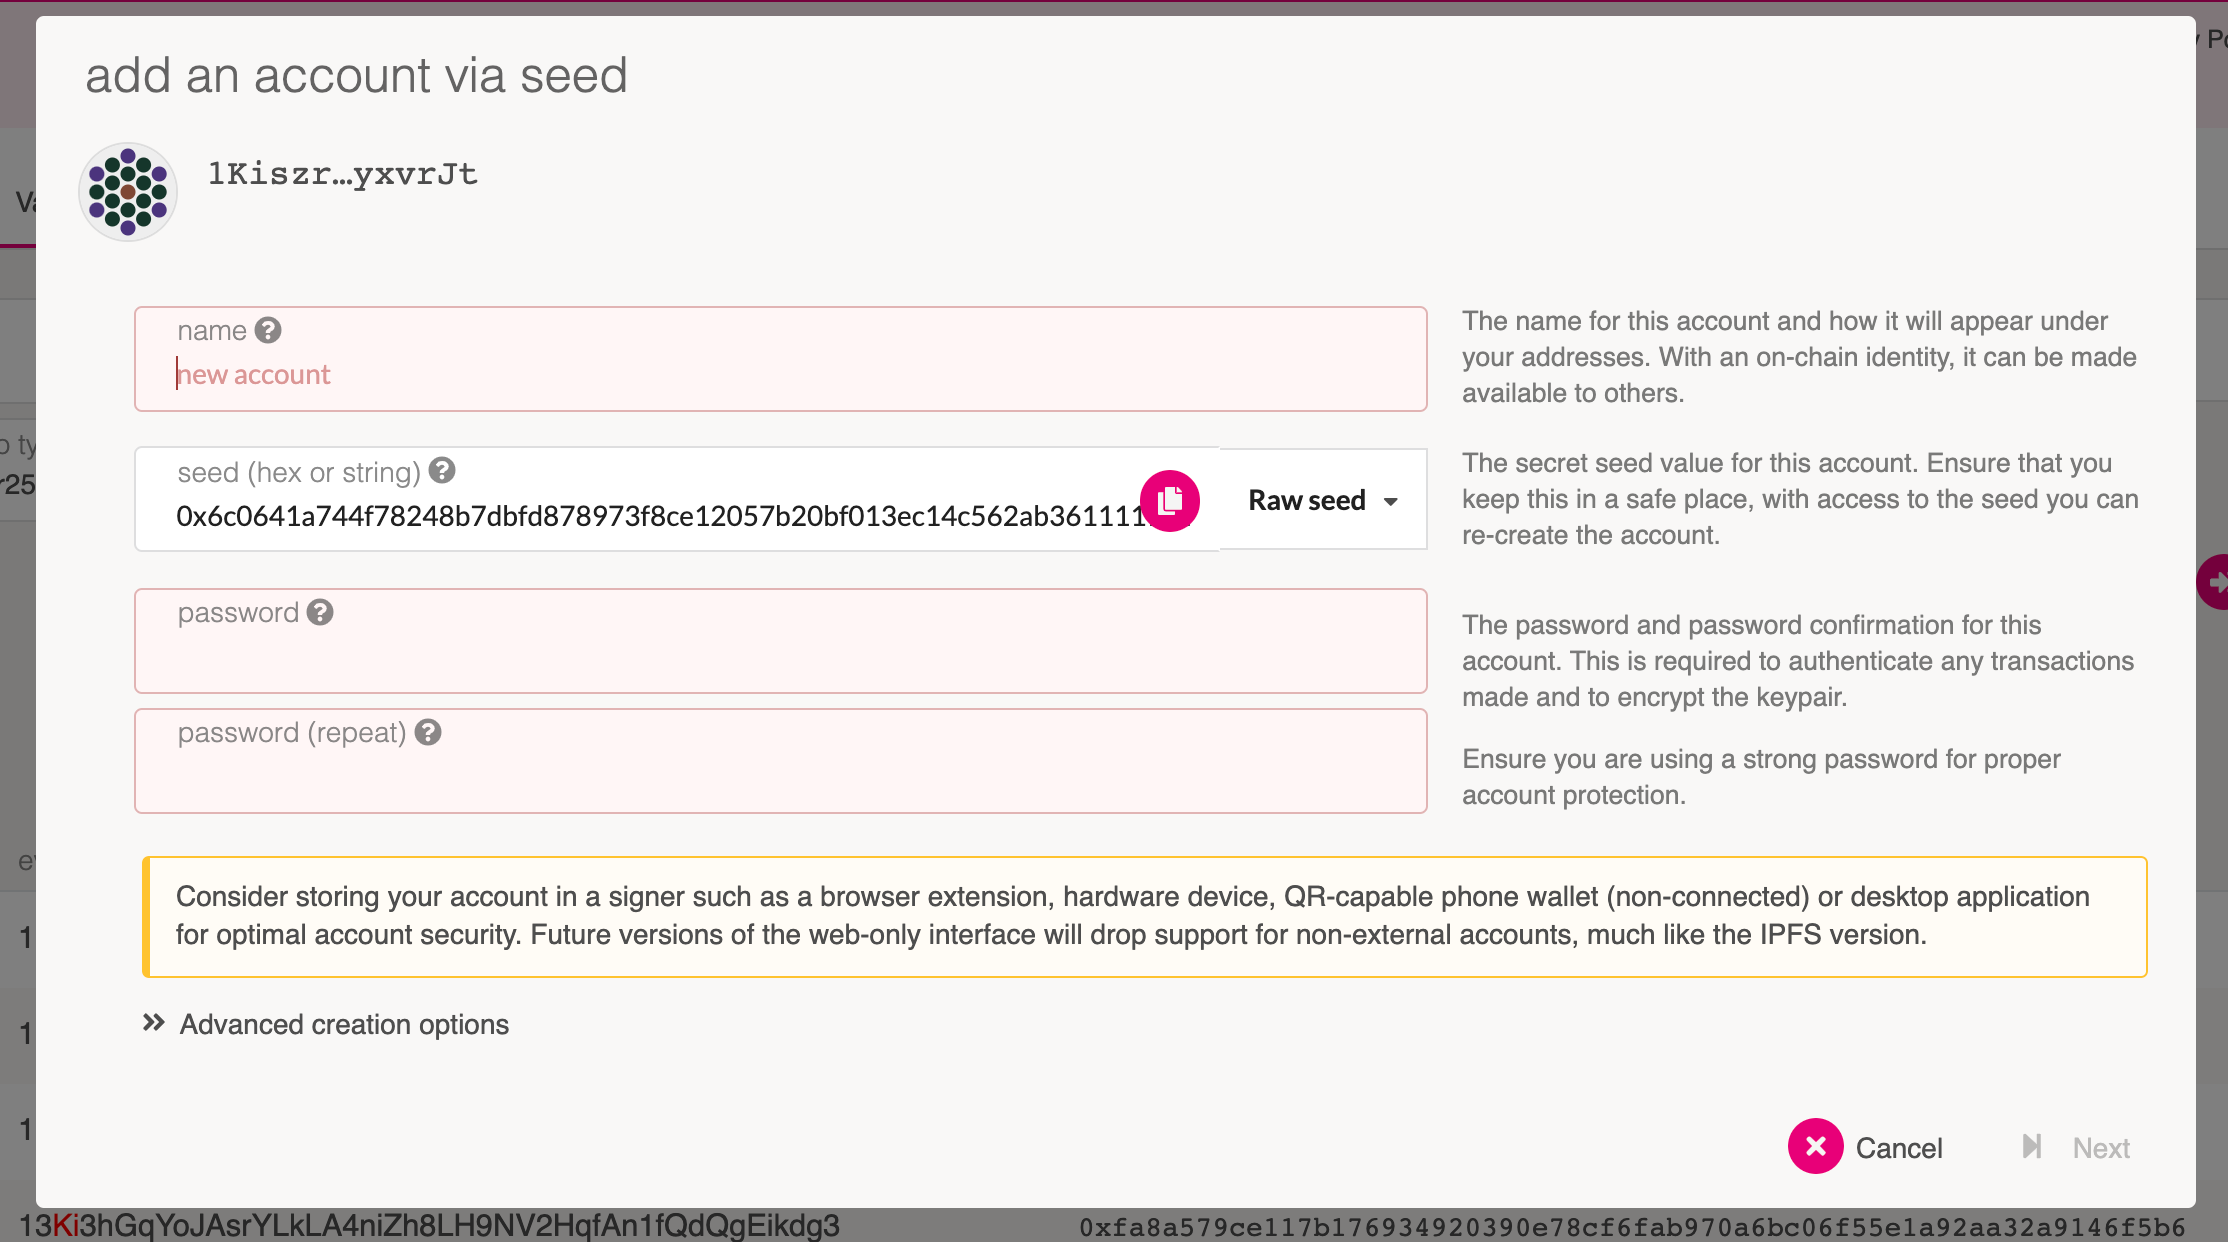 add an account via seed
1Kiszr…yxvrJt
name
new account
The name for this account and how it will appear under
your addresses. With an on-chain identity, it can be made
available to others.
seed (hex or string)
0x6c0641a744f78248b7dbfd878973f8ce12057b20bf013ec14c562ab361111
Raw seed
The secret seed value for this account. Ensure that you
keep this in a safe place, with access to the seed you can
re-create the account.
password
password (repeat)
The password and password confirmation for this
account. This is required to authenticate any transactions
made and to encrypt the keypair.
Ensure you are using a strong password for proper
account protection.
Consider storing your account in a signer such as a browser extension, hardware device, QR-capable phone wallet (non-connected) or desktop application
for optimal account security. Future versions of the web-only interface will drop support for non-external accounts, much like the IPFS version.
Advanced creation options
Cancel
Next
13Ki3hGqYoJAsrYLkLA4niZh8LH9NV2HqfAn1fQdQgEikdg3
0xfa8a579ce117b176934920390e78cf6fab970a6bc06f55e1a92aa32a9146f5b6